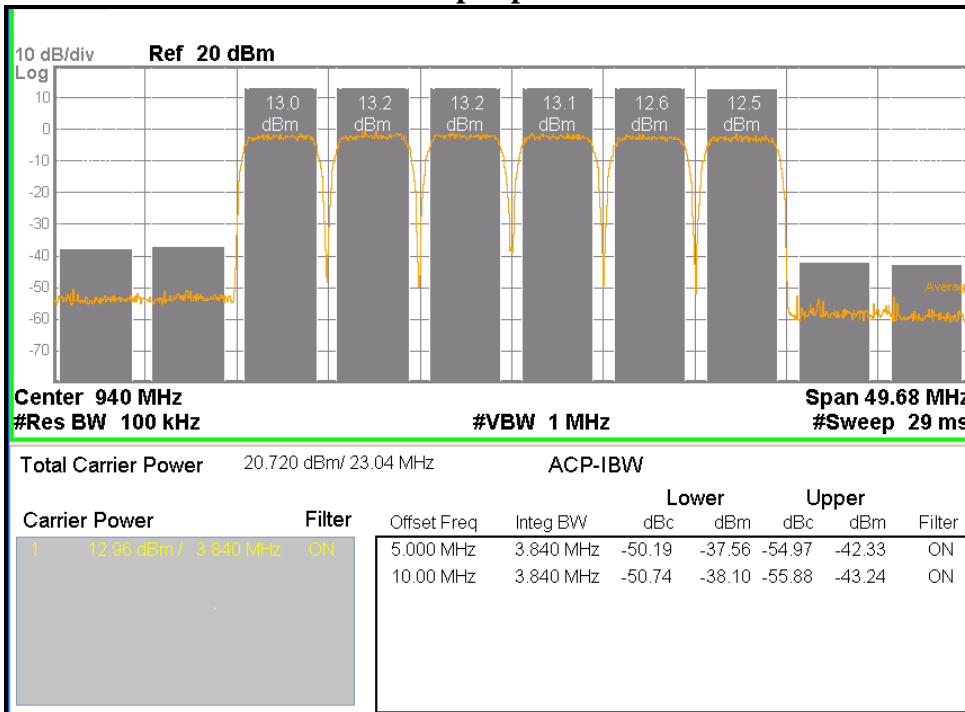 10 dB/div Ref 20 dBm
Log
10
0
-10
-20
-30
-40
-50
-60
-70
13.0 dBm
13.2 dBm
13.2 dBm
13.1 dBm
12.6 dBm
12.5 dBm
Center 940 MHz Span 49.68 MHz
#Res BW 100 kHz #VBW 1 MHz #Sweep 29 ms
Total Carrier Power 20.720 dBm/ 23.04 MHz ACP-IBW
Lower Upper
Carrier Power Filter Offset Freq Integ BW dBc dBm dBc dBm Filter
1 12.96 dBm / 3.840 MHz ON 5.000 MHz 3.840 MHz -50.19 -37.56 -54.97 -42.33 ON
10.00 MHz 3.840 MHz -50.74 -38.10 -55.88 -43.24 ON